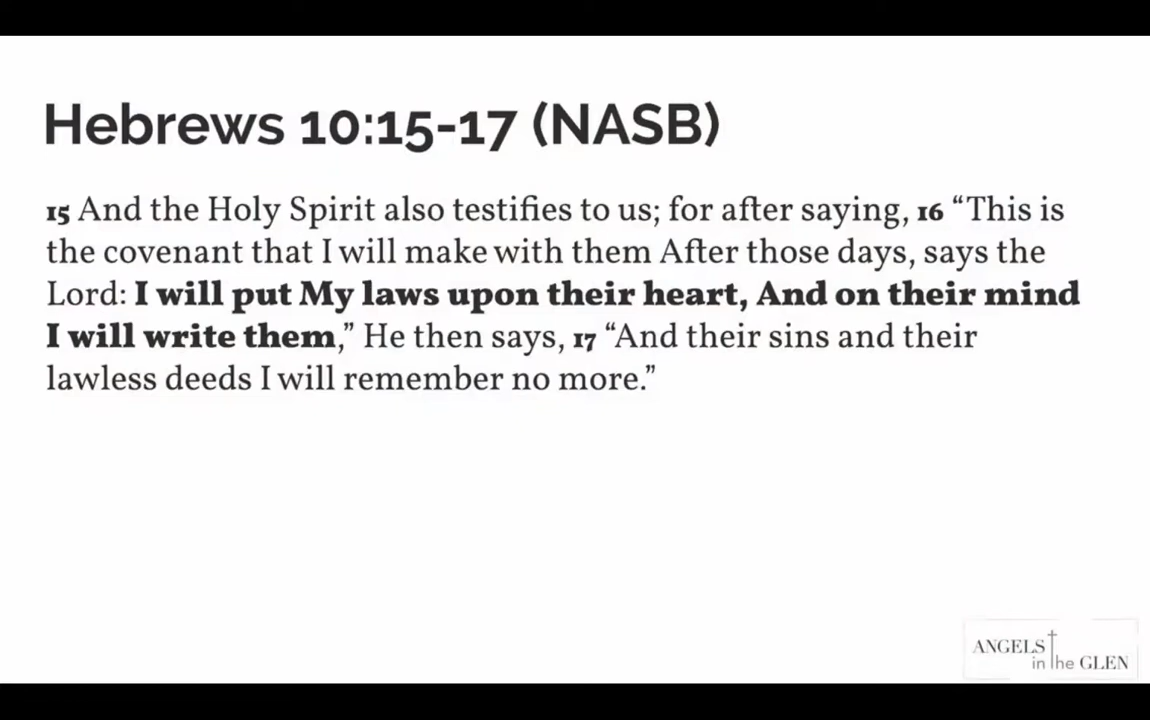 Hebrews 10:15-17 (NASB)
15 And the Holy Spirit also testifies to us; for after saying, 16 “This is
the covenant that I will make with them After those days, says the
Lord: I will put My laws upon their heart, And on their mind
I will write them,” He then says, 17 “And their sins and their
lawless deeds I will remember no more.”
ANGELS
in the GLEN